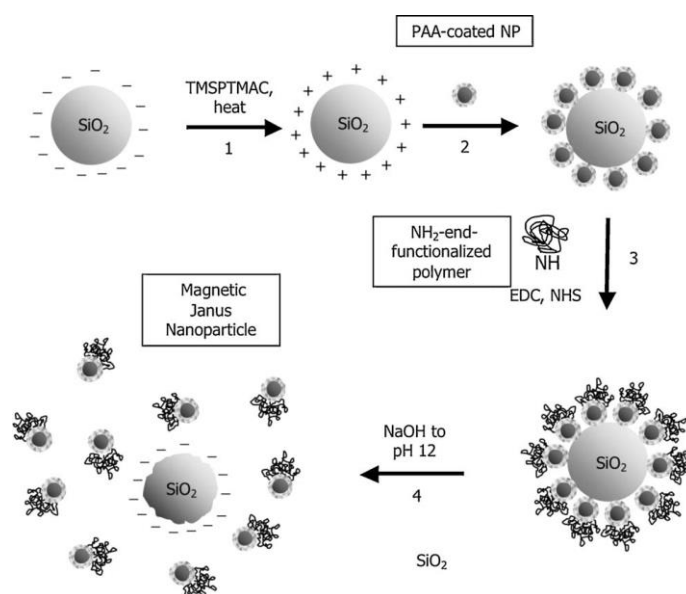 PAA-coated NP
TMSPTMAC,
heat
1
SiO₂
SiO₂
2
SiO₂
NH₂-end-
functionalized
polymer
NH
EDC, NHS
3
Magnetic
Janus
Nanoparticle
NaOH to
pH 12
4
SiO₂
SiO₂
SiO₂